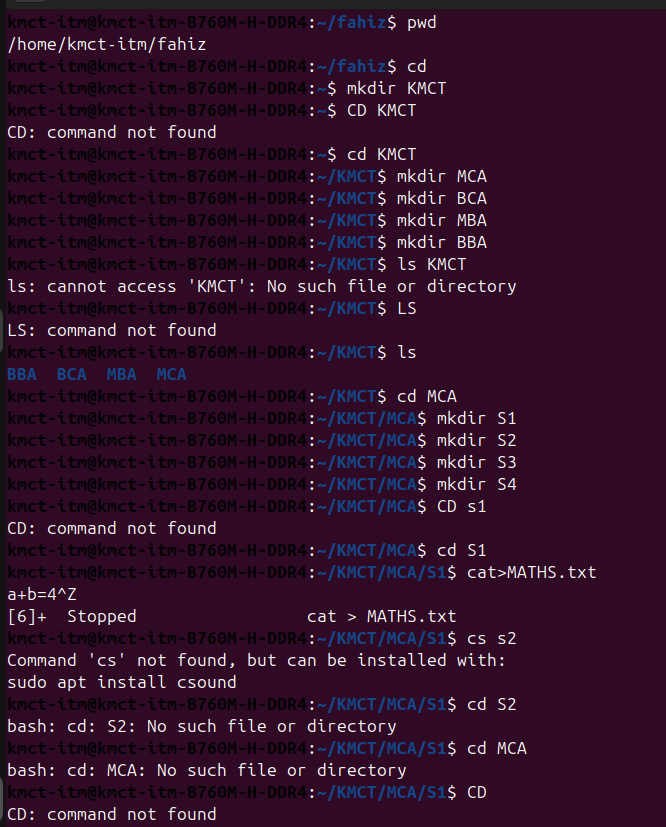 kmct-itm@kmct-itm-B760M-H-DDR4:~/fahiz$ pwd
/home/kmct-itm/fahiz
kmct-itm@kmct-itm-B760M-H-DDR4:~/fahiz$ cd
kmct-itm@kmct-itm-B760M-H-DDR4:~$ mkdir KMCT
kmct-itm@kmct-itm-B760M-H-DDR4:~$ CD KMCT
CD: command not found
kmct-itm@kmct-itm-B760M-H-DDR4:~$ cd KMCT
kmct-itm@kmct-itm-B760M-H-DDR4:~/KMCT$ mkdir MCA
kmct-itm@kmct-itm-B760M-H-DDR4:~/KMCT$ mkdir BCA
kmct-itm@kmct-itm-B760M-H-DDR4:~/KMCT$ mkdir MBA
kmct-itm@kmct-itm-B760M-H-DDR4:~/KMCT$ mkdir BBA
kmct-itm@kmct-itm-B760M-H-DDR4:~/KMCT$ ls KMCT
ls: cannot access 'KMCT': No such file or directory
kmct-itm@kmct-itm-B760M-H-DDR4:~/KMCT$ LS
LS: command not found
kmct-itm@kmct-itm-B760M-H-DDR4:~/KMCT$ ls
BBA  BCA  MBA  MCA
kmct-itm@kmct-itm-B760M-H-DDR4:~/KMCT$ cd MCA
kmct-itm@kmct-itm-B760M-H-DDR4:~/KMCT/MCA$ mkdir S1
kmct-itm@kmct-itm-B760M-H-DDR4:~/KMCT/MCA$ mkdir S2
kmct-itm@kmct-itm-B760M-H-DDR4:~/KMCT/MCA$ mkdir S3
kmct-itm@kmct-itm-B760M-H-DDR4:~/KMCT/MCA$ mkdir S4
kmct-itm@kmct-itm-B760M-H-DDR4:~/KMCT/MCA$ CD s1
CD: command not found
kmct-itm@kmct-itm-B760M-H-DDR4:~/KMCT/MCA$ cd S1
kmct-itm@kmct-itm-B760M-H-DDR4:~/KMCT/MCA/S1$ cat>MATHS.txt
a+b=4^Z
[6]+  Stopped                 cat > MATHS.txt
kmct-itm@kmct-itm-B760M-H-DDR4:~/KMCT/MCA/S1$ cs s2
Command 'cs' not found, but can be installed with:
sudo apt install csound
kmct-itm@kmct-itm-B760M-H-DDR4:~/KMCT/MCA/S1$ cd S2
bash: cd: S2: No such file or directory
kmct-itm@kmct-itm-B760M-H-DDR4:~/KMCT/MCA/S1$ cd MCA
bash: cd: MCA: No such file or directory
kmct-itm@kmct-itm-B760M-H-DDR4:~/KMCT/MCA/S1$ CD
CD: command not found